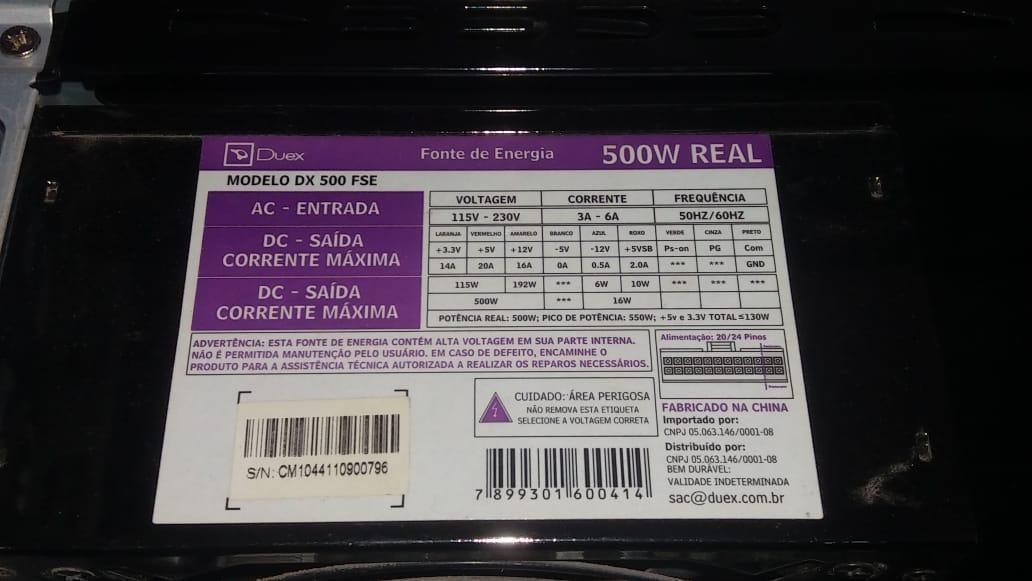 Duex Fonte de Energia 500W REAL
MODELO DX 500 FSE
AC - ENTRADA
VOLTAGEM CORRENTE FREQUÊNCIA
115V - 230V 3A - 6A 50HZ/60HZ
DC - SAÍDA
CORRENTE MÁXIMA
LARANJA VERMELHO AMARELO BRANCO AZUL ROXO VERDE CINZA PRETO
+3.3V +5V +12V -5V -12V +5VSB Ps-on PG Com
14A 20A 16A 0A 0.5A 2.0A *** *** GND
DC - SAÍDA
CORRENTE MÁXIMA
115W 192W *** 6W 10W *** *** ***
500W *** 16W
POTÊNCIA REAL: 500W; PICO DE POTÊNCIA: 550W; +5v e 3.3V TOTAL ≤130W
ADVERTÊNCIA: ESTA FONTE DE ENERGIA CONTÉM ALTA VOLTAGEM EM SUA PARTE INTERNA.
NÃO É PERMITIDA MANUTENÇÃO PELO USUÁRIO. EM CASO DE DEFEITO, ENCAMINHE O
PRODUTO PARA A ASSISTÊNCIA TÉCNICA AUTORIZADA A REALIZAR OS REPAROS NECESSÁRIOS.
Alimentação: 20/24 Pinos
CUIDADO: ÁREA PERIGOSA
NÃO REMOVA ESTA ETIQUETA
SELECIONE A VOLTAGEM CORRETA
FABRICADO NA CHINA
Importado por:
CNPJ 05.063.146/0001-08
Distribuído por:
CNPJ 05.063.146/0001-08
BEM DURÁVEL:
VALIDADE INDETERMINADA
sac@duex.com.br
S/N: CM1044110900796
7 899301 600414